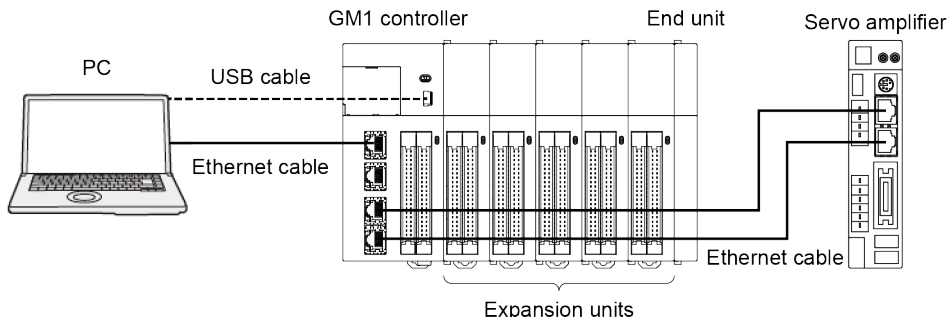 GM1 controller
End unit
Servo amplifier
PC
USB cable
Ethernet cable
Ethernet cable
Expansion units